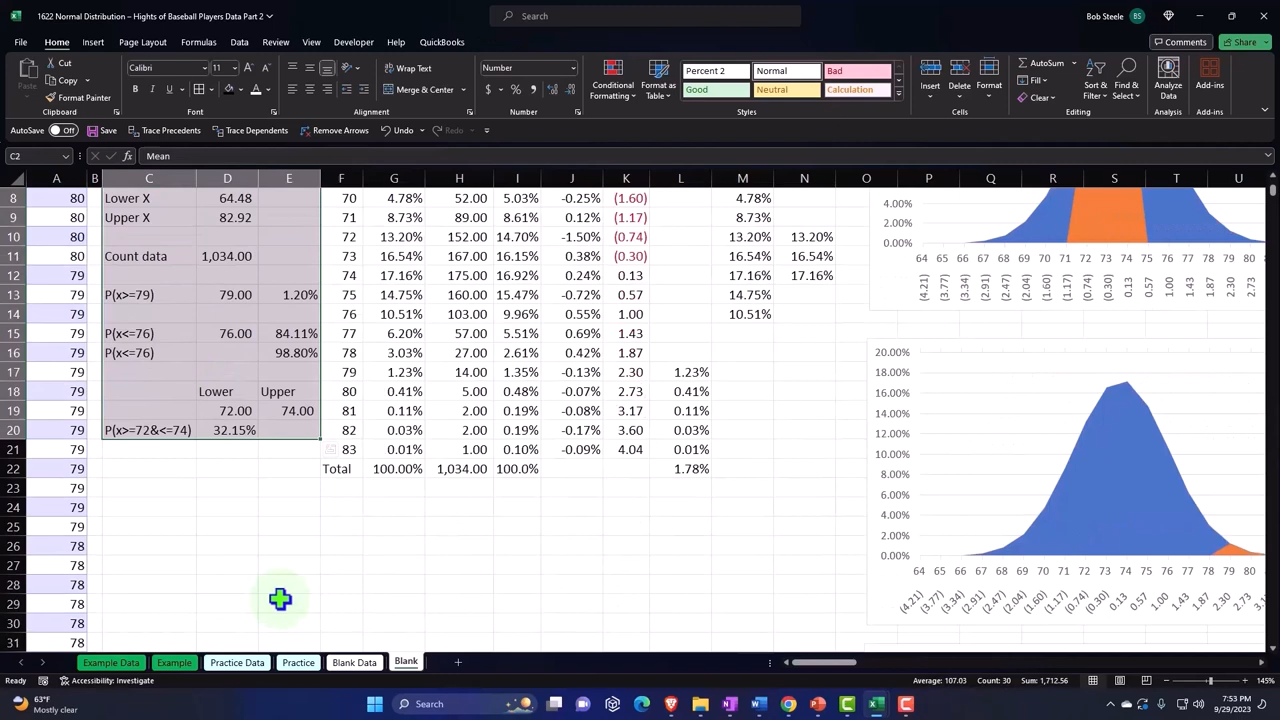 1622 Normal Distribution – Hights of Baseball Players Data Part 2
Search
Bob Steele BS
File Home Insert Page Layout Formulas Data Review View Developer Help QuickBooks Comments Share
Cut
Copy
Format Painter
Paste
Calibri 11
Wrap Text
Merge & Center
Number
Conditional Formatting
Format as Table
Percent 2 Normal Bad
Good Neutral Calculation
Insert Delete Format
AutoSum
Fill
Clear
Sort & Filter
Find & Select
Analyze Data
Add-ins
Clipboard Font Alignment Number Styles Cells Editing Analysis Add-ins
AutoSave Off Save Trace Precedents Trace Dependents Remove Arrows Undo Redo
C2 fx Mean
A B C D E F G H I J K L M N O P Q R S T U
8 80 Lower X 64.48 70 4.78% 52.00 5.03% -0.25% (1.60) 4.78%
9 80 Upper X 82.92 71 8.73% 89.00 8.61% 0.12% (1.17) 8.73%
10 80 72 13.20% 152.00 14.70% -1.50% (0.74) 13.20% 13.20%
11 80 Count data 1,034.00 73 16.54% 167.00 16.15% 0.38% (0.30) 16.54% 16.54%
12 79 74 17.16% 175.00 16.92% 0.24% 0.13 17.16% 17.16%
13 79 P(x>=79) 79.00 1.20% 75 14.75% 160.00 15.47% -0.72% 0.57 14.75%
14 79 76 10.51% 103.00 9.96% 0.55% 1.00 10.51%
15 79 P(x<=76) 76.00 84.11% 77 6.20% 57.00 5.51% 0.69% 1.43
16 79 P(x<=76) 98.80% 78 3.03% 27.00 2.61% 0.42% 1.87
17 79 79 1.23% 14.00 1.35% -0.13% 2.30 1.23%
18 79 Lower Upper 80 0.41% 5.00 0.48% -0.07% 2.73 0.41%
19 79 72.00 74.00 81 0.11% 2.00 0.19% -0.08% 3.17 0.11%
20 79 P(x>=72&<=74) 32.15% 82 0.03% 2.00 0.19% -0.17% 3.60 0.03%
21 79 83 0.01% 1.00 0.10% -0.09% 4.04 0.01%
22 79 Total 100.00% 1,034.00 100.0% 1.78%
23 79
24 79
25 79
26 78
27 78
28 78
29 78
30 78
31 78
4.00%
2.00%
0.00%
64 65 66 67 68 69 70 71 72 73 74 75 76 77 78 79 80
(4.21) (3.77) (3.34) (2.91) (2.47) (2.04) (1.60) (1.17) (0.74) (0.30) 0.13 0.57 1.00 1.43 1.87 2.30 2.73
20.00%
18.00%
16.00%
14.00%
12.00%
10.00%
8.00%
6.00%
4.00%
2.00%
0.00%
64 65 66 67 68 69 70 71 72 73 74 75 76 77 78 79 80
(4.21) (3.77) (3.34) (2.91) (2.47) (2.04) (1.60) (1.17) (0.74) (0.30) 0.13 0.57 1.00 1.43 1.87 2.30 2.73
Example Data Example Practice Data Practice Blank Data Blank
Ready Accessibility: Investigate Average: 107.03 Count: 30 Sum: 1,712.56 145%
63°F
Mostly clear
Search
7:53 PM
9/29/2023